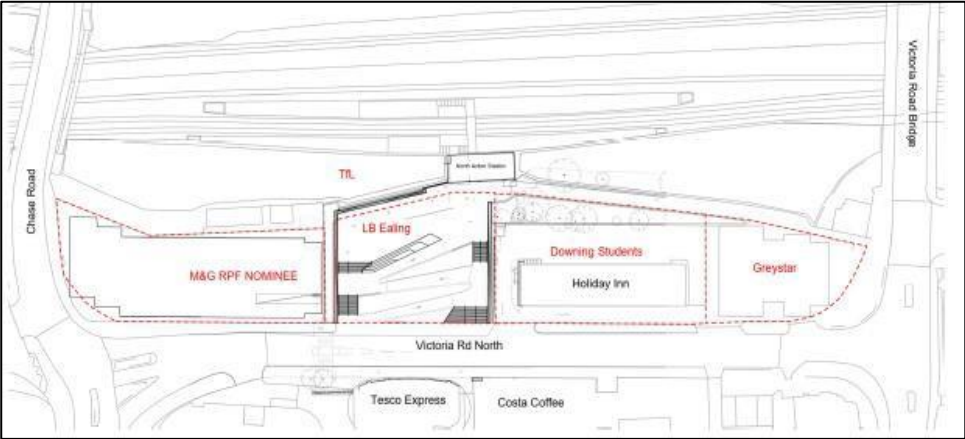 Victoria Road Bridge
North Acton Station
TfL
Chase Road
LB Ealing
Downing Students
M&G RPF NOMINEE
Greystar
Holiday Inn
Victoria Rd North
Tesco Express
Costa Coffee